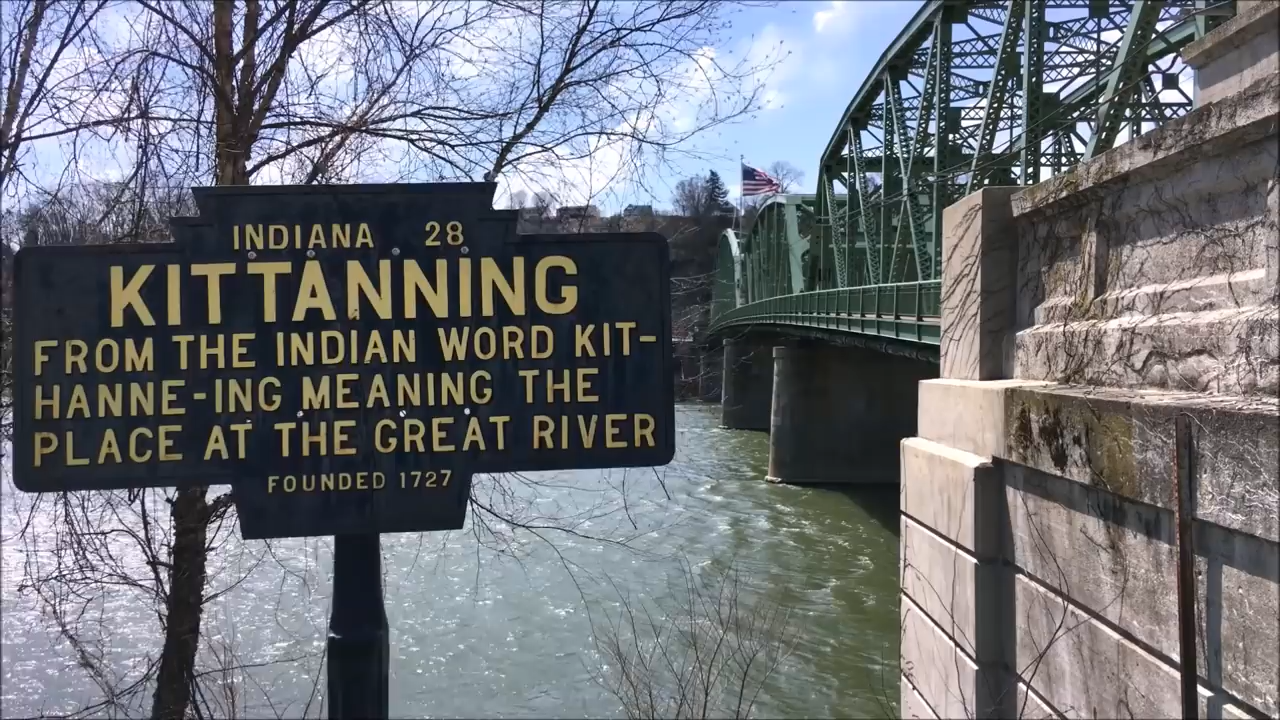 INDIANA 28
KITTANNING
FROM THE INDIAN WORD KIT-
HANNE-ING MEANING THE
PLACE AT THE GREAT RIVER
FOUNDED 1727